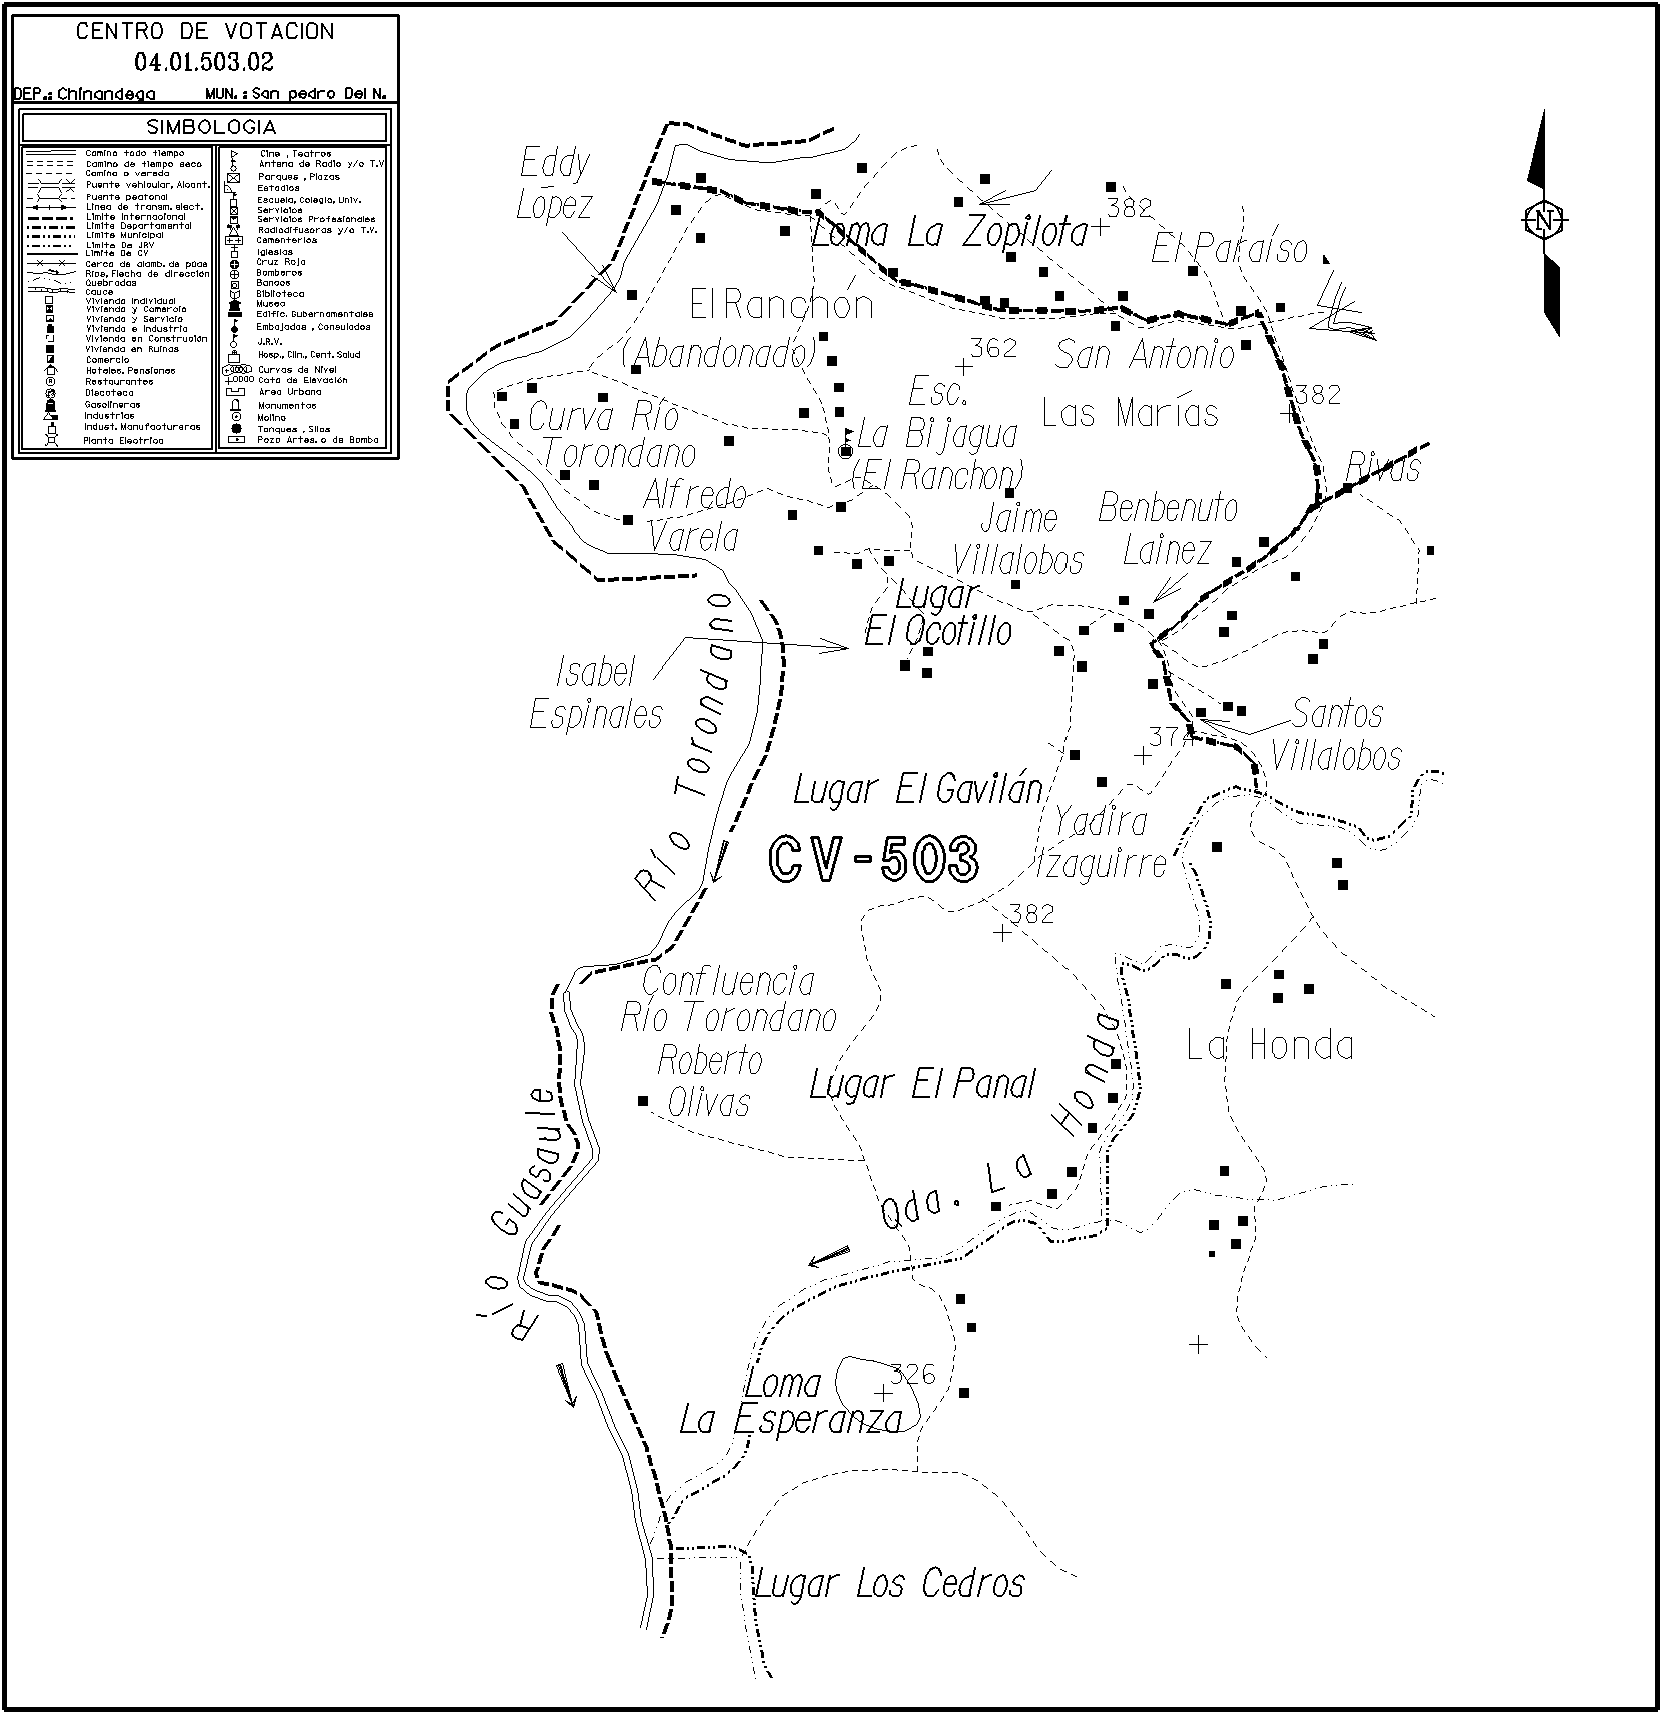 CENTRO DE VOTACION
04.01.503.02
DEP.: Chinandega MUN.: San pedro Del N.
SIMBOLOGIA
Camino todo tiempo
Camino de tiempo seco
Camino o vereda
Puente vehicular, Alcant.
Puente peatonal
Linea de transm. elect.
Limite Internacional
Limite Departamental
Limite Municipal
Limite De JRV
Limite De CV
Cerca de alamb. de púas
Rios, Flecha de dirección
Quebradas
Cauce
Vivienda Individual
Vivienda y Comercio
Vivienda y Servicio
Vivienda e Industria
Vivienda en Construcción
Vivienda en Ruinas
Comercio
Hoteles, Pensiones
Restaurantes
Discoteca
Gasolineras
Industrias
Indust. Manufactureras
Planta Electrica
Cine, Teatros
Antena de Radio y/o T.V
Parques, Plazas
Estadios
Escuela, Colegio, Univ.
Servicios
Servicios Profesionales
Radiodifusoras y/o T.V.
Cementerios
Iglesias
Cruz Roja
Bomberos
Bancos
Biblioteca
Museo
Edific. Gubernamentales
Embajadas, Consulados
J.R.V.
Hosp., Clin., Cent. Salud
Curvas de Nivel
Cota de Elevación
Area Urbana
Monumentos
Molino
Tanques, Silos
Pozo Artes. o de Bomba
N
Eddy
López
Loma La Zopilota
382
El Paraíso
El Ranchón
(Abandonado)
362
San Antonio
Esc.
La Bijagua
(El Ranchon)
Las Marías
382
Curva Río
Torondano
Rivas
Alfredo
Varela
Jaime
Villalobos
Benbenuto
Lainez
Lugar
El Ocotillo
Isabel
Espinales
Río Torondano
Santos
Villalobos
374
Lugar El Gavilán
Yadira
Izaguirre
CV-503
382
Confluencia
Río Torondano
Roberto
Olivas
Lugar El Panal
La Honda
Qda. La Honda
Río Guasaule
326
Loma
La Esperanza
Lugar Los Cedros